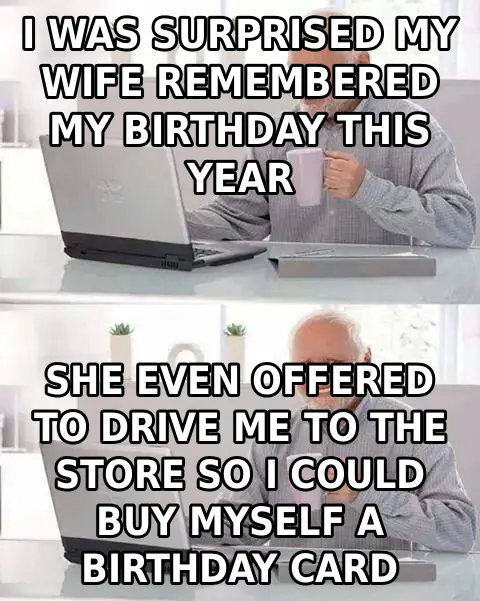 I WAS SURPRISED MY
WIFE REMEMBERED
MY BIRTHDAY THIS
YEAR
SHE EVEN OFFERED
TO DRIVE ME TO THE
STORE SO I COULD
BUY MYSELF A
BIRTHDAY CARD